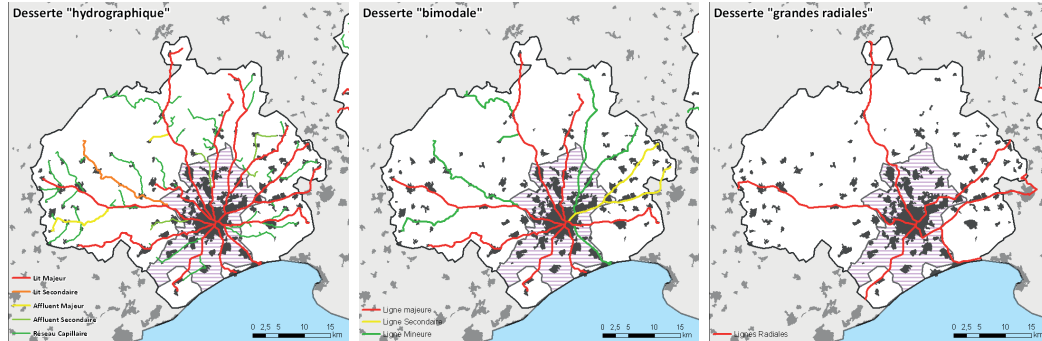 Desserte "hydrographique"
Lit Majeur
Lit Secondaire
Affluent Majeur
Affluent Secondaire
Réseau Capillaire
0 2,5 5 10 15
km
Desserte "bimodale"
Ligne majeure
Ligne Secondaire
Ligne Mineure
0 2,5 5 10 15
km
Desserte "grandes radiales"
Lignes Radiales
0 2,5 5 10 15
km